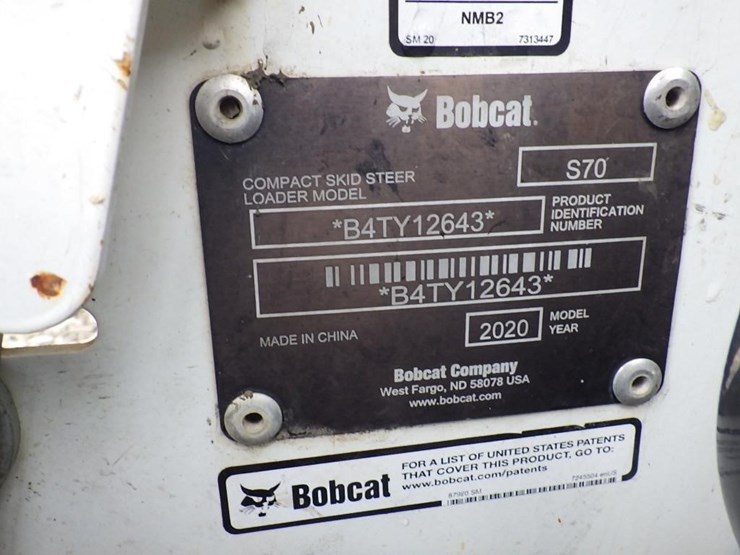 NMB2
SM 20 7313447
Bobcat.
COMPACT SKID STEER
LOADER MODEL
S70
*B4TY12643*
PRODUCT
IDENTIFICATION
NUMBER
*B4TY12643*
MADE IN CHINA
2020
MODEL
YEAR
Bobcat Company
West Fargo, ND 58078 USA
www.bobcat.com
Bobcat
FOR A LIST OF UNITED STATES PATENTS
THAT COVER THIS PRODUCT, GO TO:
www.bobcat.com/patents